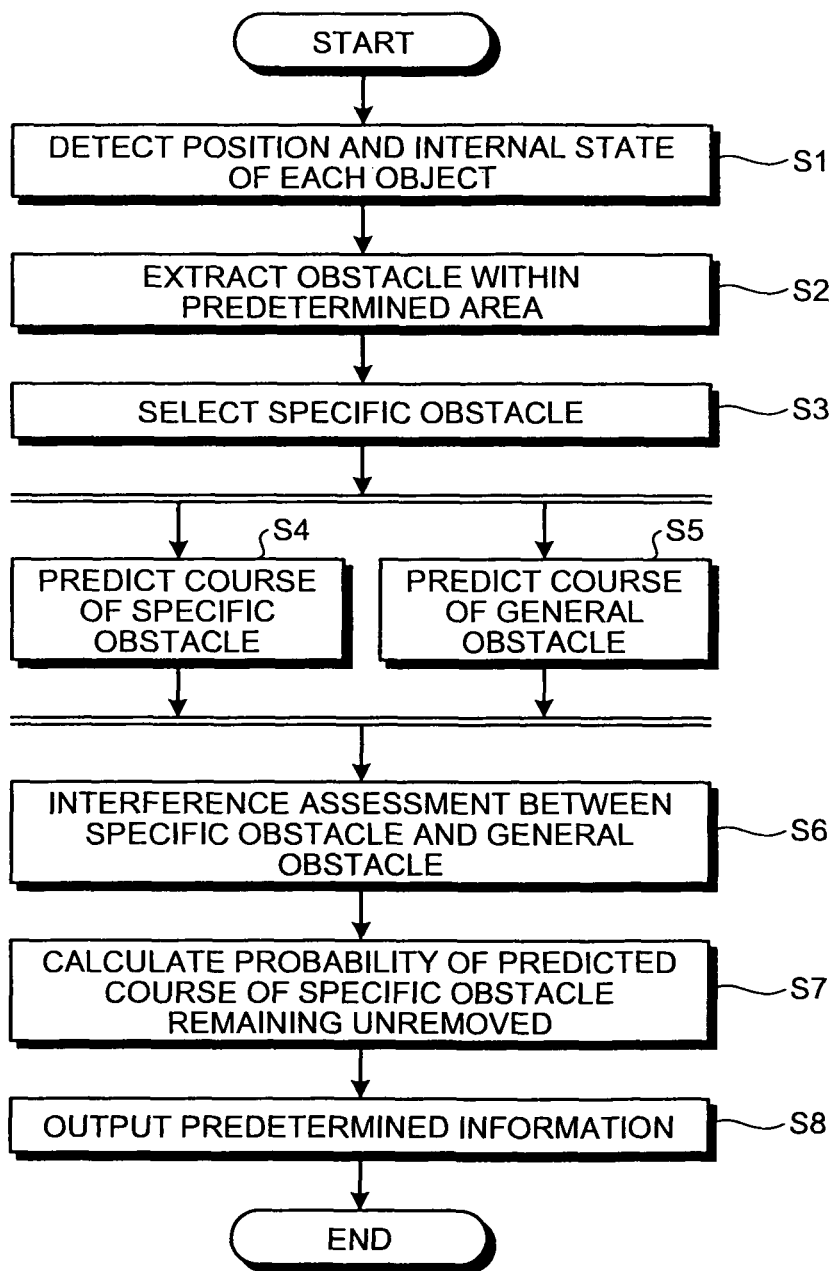 START
DETECT POSITION AND INTERNAL STATE
OF EACH OBJECT
S1
EXTRACT OBSTACLE WITHIN
PREDETERMINED AREA
S2
SELECT SPECIFIC OBSTACLE
S3
S4
PREDICT COURSE
OF SPECIFIC
OBSTACLE
S5
PREDICT COURSE
OF GENERAL
OBSTACLE
INTERFERENCE ASSESSMENT BETWEEN
SPECIFIC OBSTACLE AND GENERAL
OBSTACLE
S6
CALCULATE PROBABILITY OF PREDICTED
COURSE OF SPECIFIC OBSTACLE
REMAINING UNREMOVED
S7
OUTPUT PREDETERMINED INFORMATION
S8
END